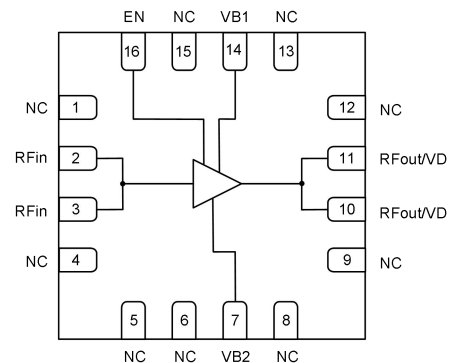 EN NC VB1 NC
16 15 14 13
NC 1 12 NC
RFin 2 11 RFout/VD
RFin 3 10 RFout/VD
NC 4 9 NC
5 6 7 8
NC NC VB2 NC